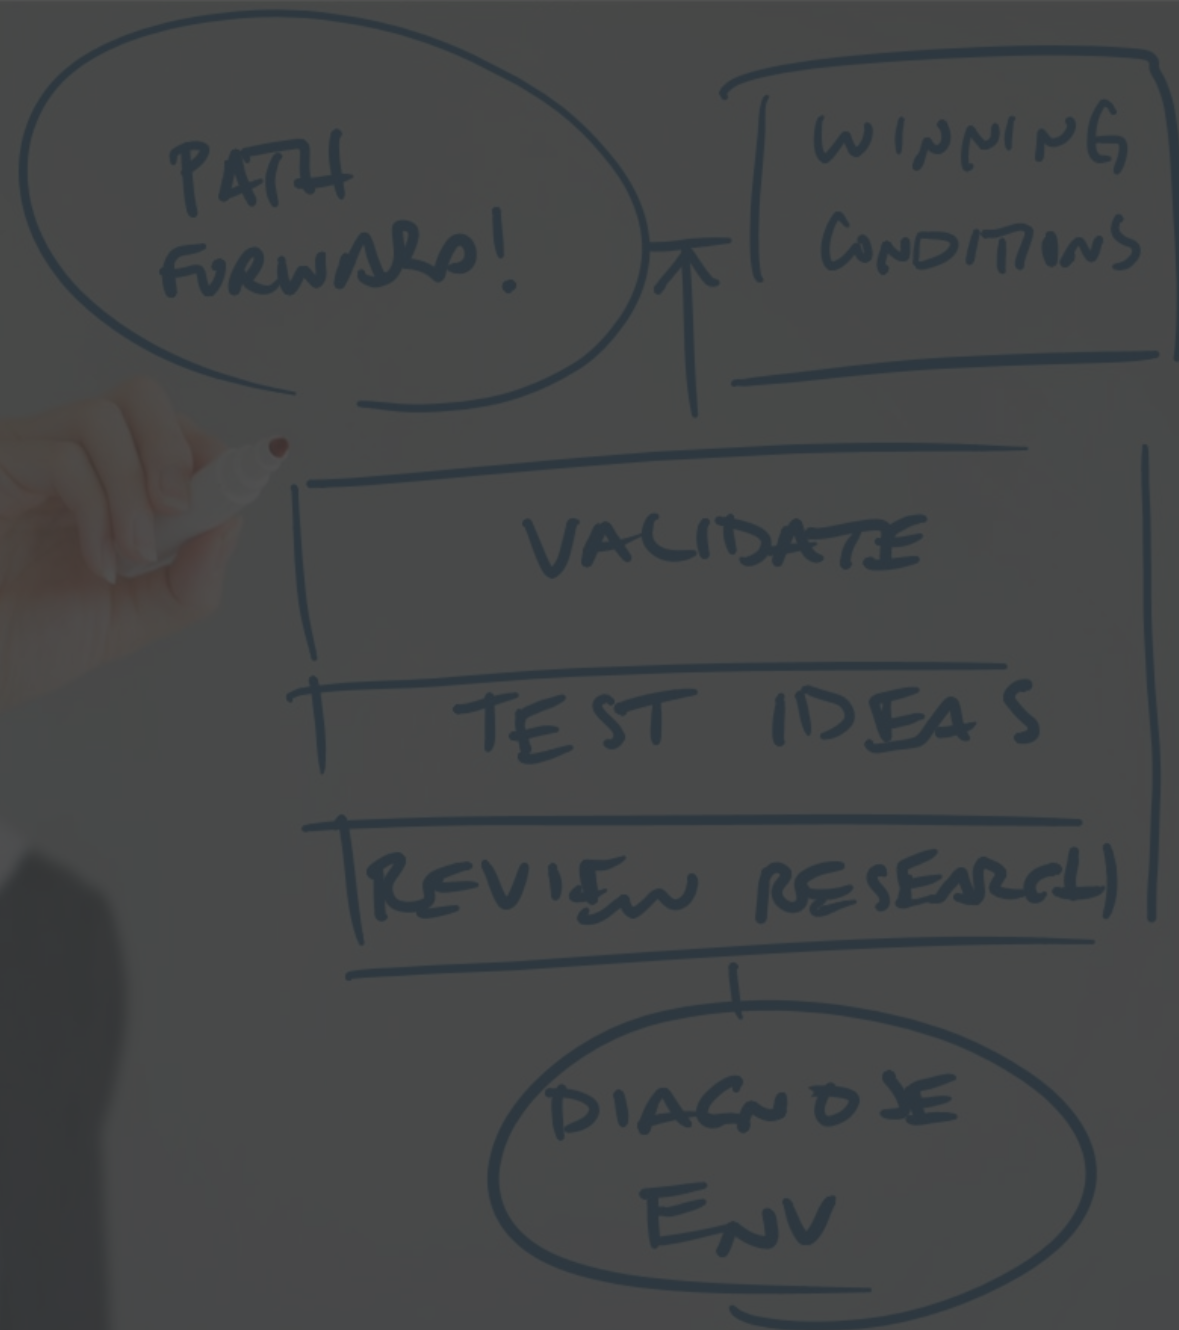 PATH
FORWARD!
WINNING
CONDITIONS
VALIDATE
TEST IDEAS
REVIEW RESEARCH
DIAGNOSE
ENV